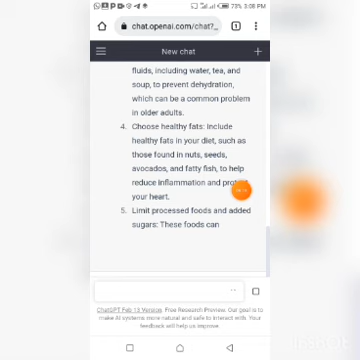 73% 3:08 PM
chat.openai.com/chat?_
1
New chat
fluids, including water, tea, and
soup, to prevent dehydration,
which can be a common problem
in older adults.
4. Choose healthy fats: Include
healthy fats in your diet, such as
those found in nuts, seeds,
avocados, and fatty fish, to help
reduce inflammation and protect
your heart.
5. Limit processed foods and added
sugars: These foods can
ChatGPT Feb 13 Version. Free Research Preview. Our goal is to
make AI systems more natural and safe to interact with. Your
feedback will help us improve.